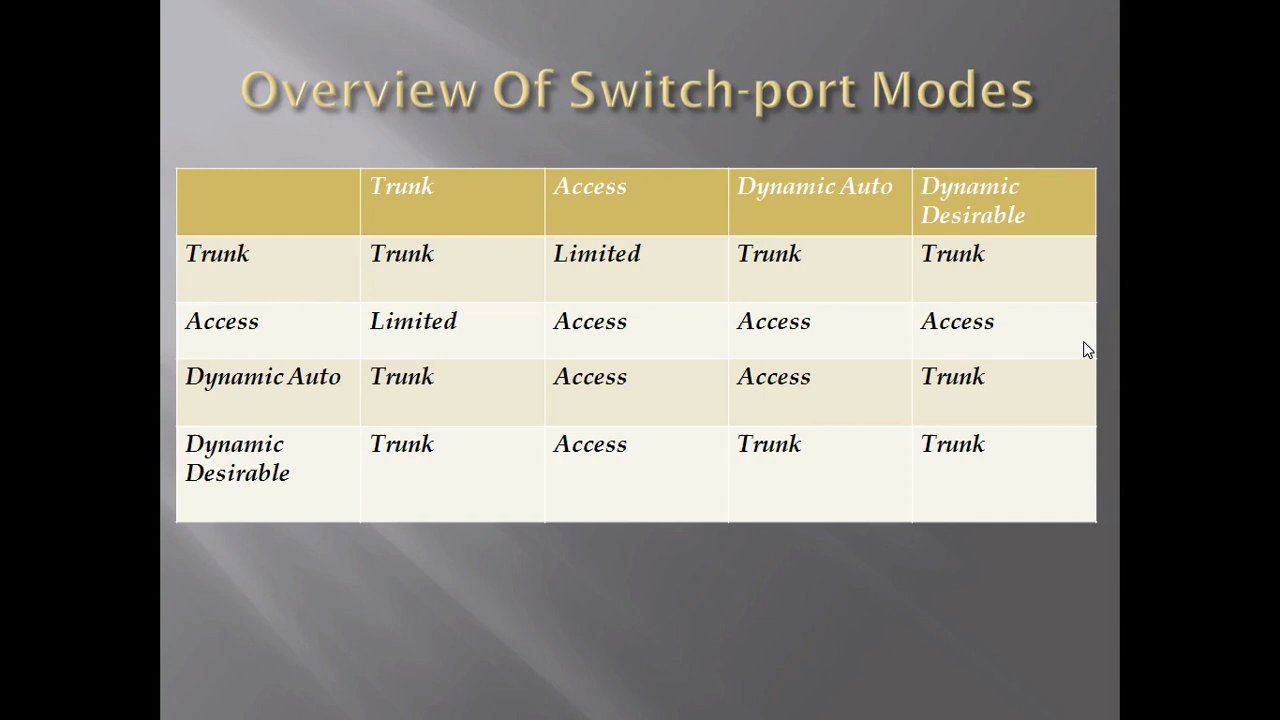 Overview Of Switch-port Modes
Trunk Access Dynamic Auto Dynamic
Desirable
Trunk Trunk Limited Trunk Trunk
Access Limited Access Access Access
Dynamic Auto Trunk Access Access Trunk
Dynamic Trunk Access Trunk Trunk
Desirable